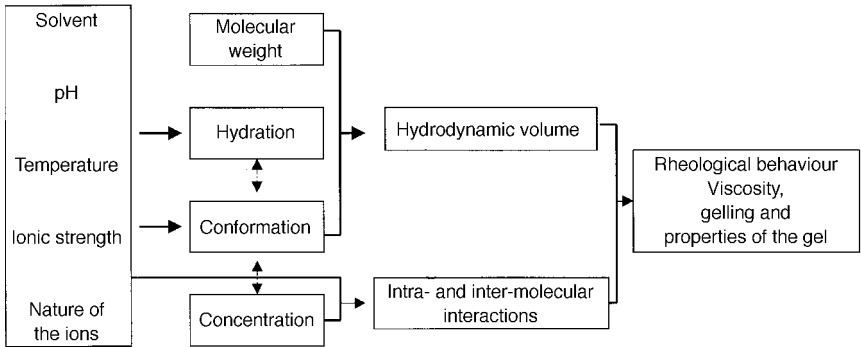 Solvent
pH
Temperature
Ionic strength
Nature of
the ions
Molecular
weight
Hydration
Conformation
Concentration
Hydrodynamic volume
Intra- and inter-molecular
interactions
Rheological behaviour
Viscosity,
gelling and
properties of the gel